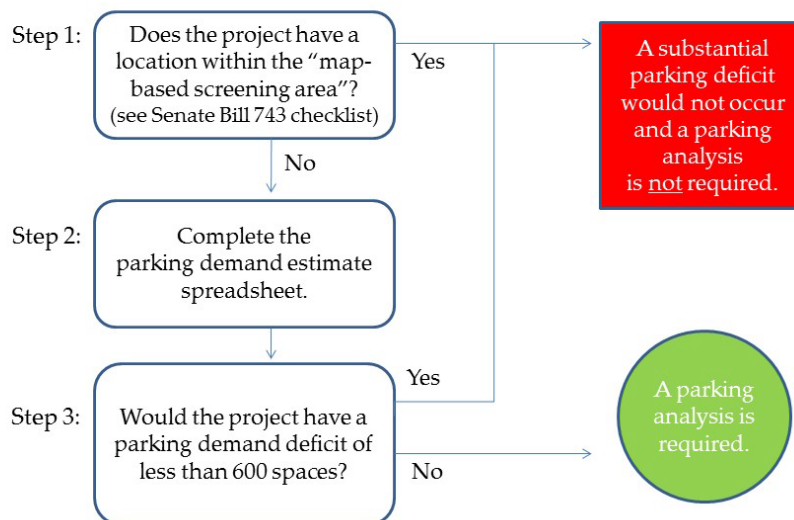 Step 1:
Does the project have a
location within the “map-
based screening area”?
(see Senate Bill 743 checklist)
Yes
No
A substantial
parking deficit
would not occur
and a parking
analysis
is not required.
Step 2:
Complete the
parking demand estimate
spreadsheet.
Step 3:
Would the project have a
parking demand deficit of
less than 600 spaces?
Yes
No
A parking
analysis is
required.